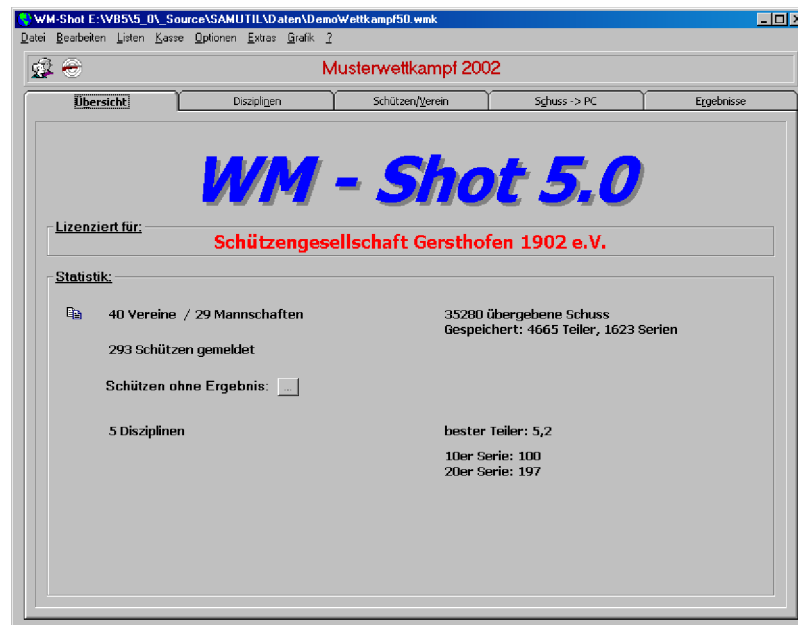 WM-Shot E:\VB5\5_0\_Source\SAMUTIL\Daten\DemoWettkampf50.wmk
Datei Bearbeiten Listen Kasse Optionen Extras Grafik ?
Musterwettkampf 2002
Übersicht Disziplinen Schützen/Verein Schuss -> PC Ergebnisse
WM - Shot 5.0
Lizenziert für:
Schützengesellschaft Gersthofen 1902 e.V.
Statistik:
40 Vereine / 29 Mannschaften
35280 übergebene Schuss
Gespeichert: 4665 Teiler, 1623 Serien
293 Schützen gemeldet
Schützen ohne Ergebnis: ...
5 Disziplinen
bester Teiler: 5,2
10er Serie: 100
20er Serie: 197